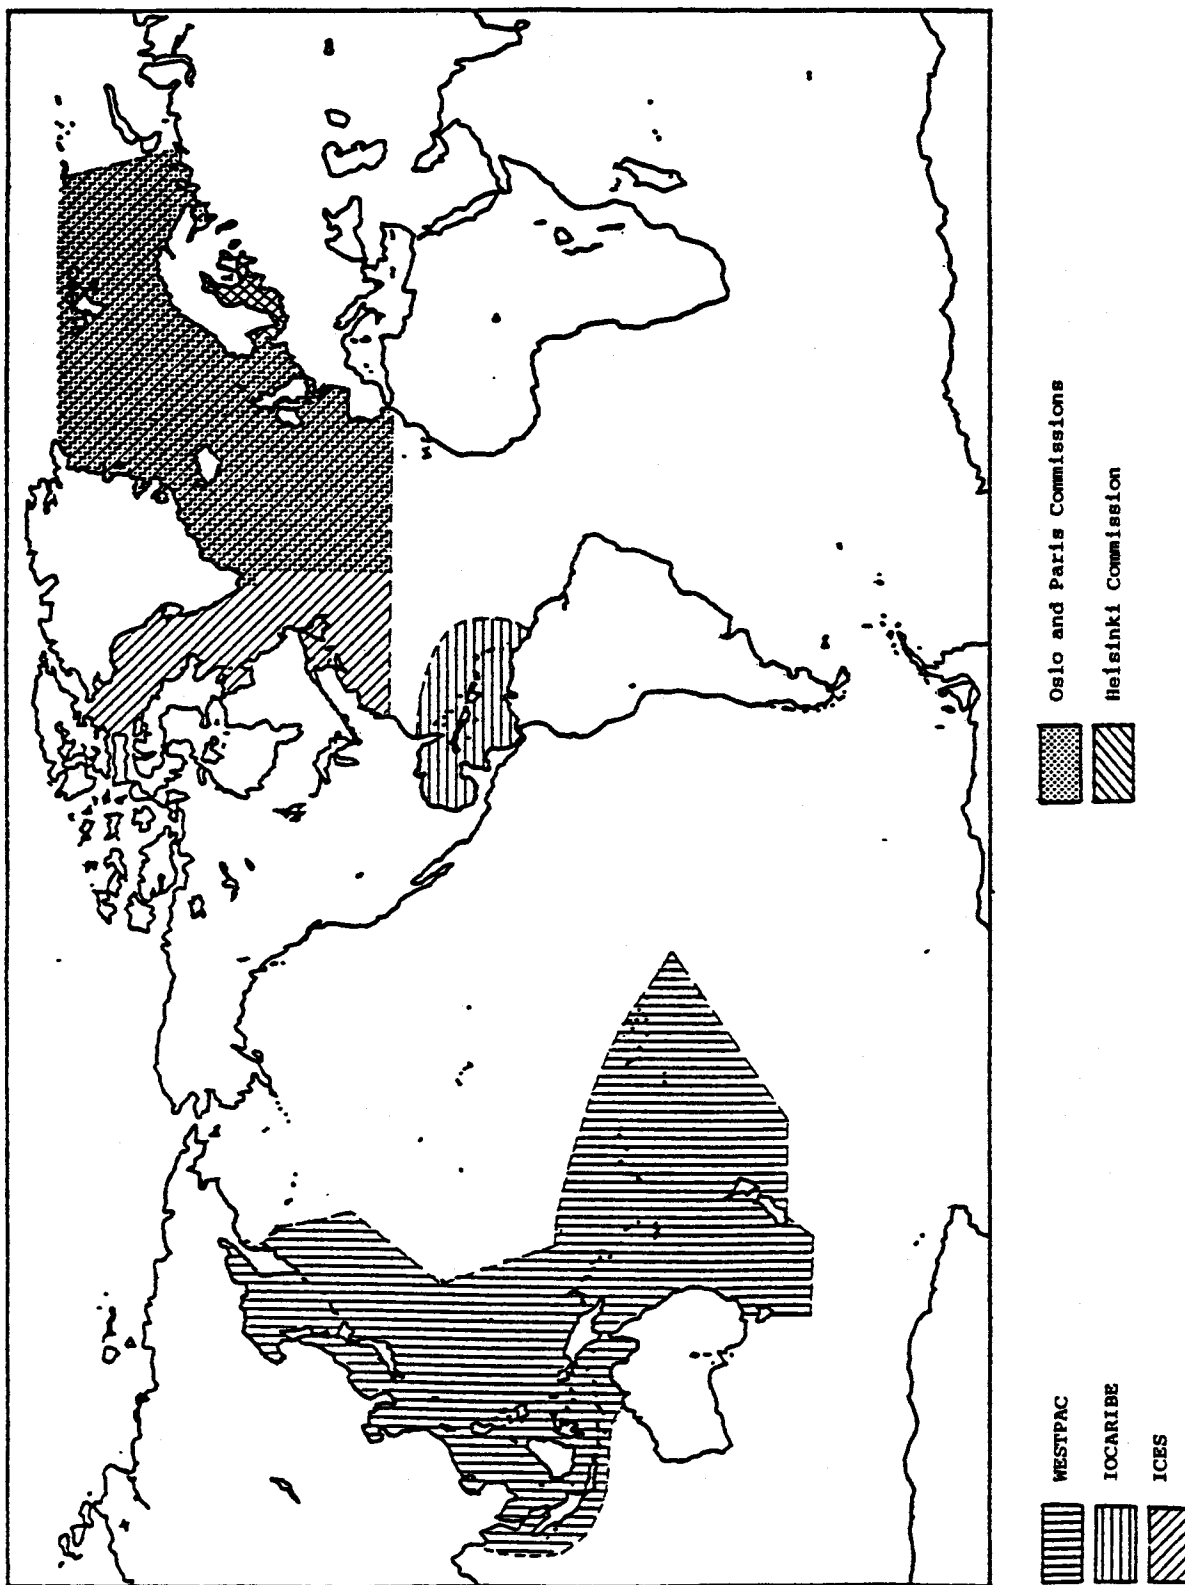 WESTPAC
IOCARIBE
ICES
Oslo and Paris Commissions
Helsinki Commission